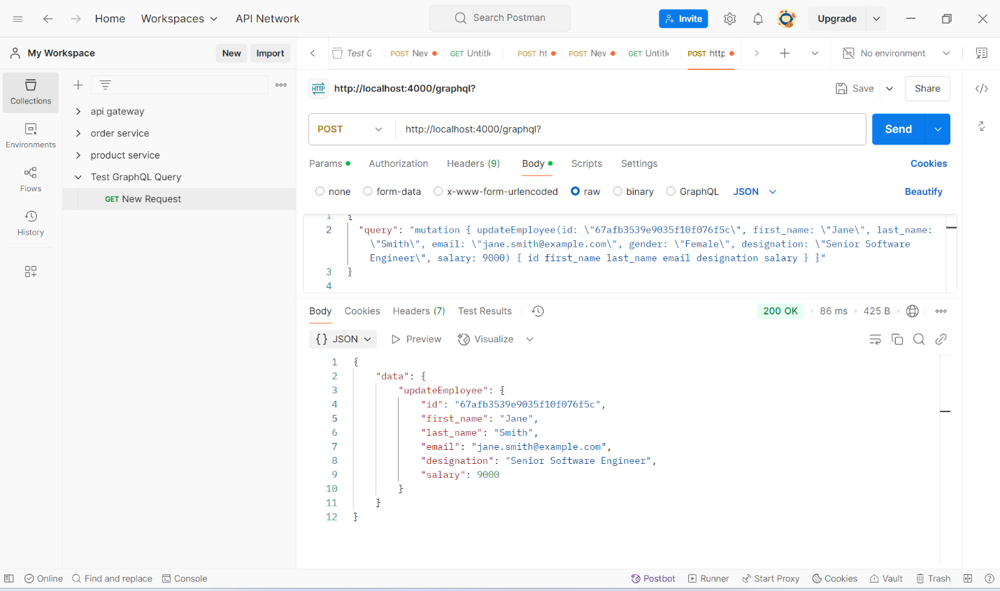 Home Workspaces API Network Search Postman Invite Upgrade
My Workspace New Import
Test G POST Nev GET Untitle POST ht POST Nev GET Untitle POST http No environment
Collections
Environments
Flows
History
api gateway
order service
product service
Test GraphQL Query
GET New Request
HTTP http://localhost:4000/graphql? Save Share
POST http://localhost:4000/graphql? Send
Params Authorization Headers (9) Body Scripts Settings Cookies
none form-data x-www-form-urlencoded raw binary GraphQL JSON Beautify
1 {
2 "query": "mutation { updateEmployee(id: \"67afb3539e9035f10f076f5c\", first_name: \"Jane\", last_name:
\"Smith\", email: \"jane.smith@example.com\", gender: \"Female\", designation: \"Senior Software
Engineer\", salary: 9000) { id first_name last_name email designation salary } }"
3 }
4
Body Cookies Headers (7) Test Results 200 OK 86 ms 425 B
{} JSON Preview Visualize
1 {
2 "data": {
3 "updateEmployee": {
4 "id": "67afb3539e9035f10f076f5c",
5 "first_name": "Jane",
6 "last_name": "Smith",
7 "email": "jane.smith@example.com",
8 "designation": "Senior Software Engineer",
9 "salary": 9000
10 }
11 }
12 }
Online Find and replace Console Postbot Runner Start Proxy Cookies Vault Trash